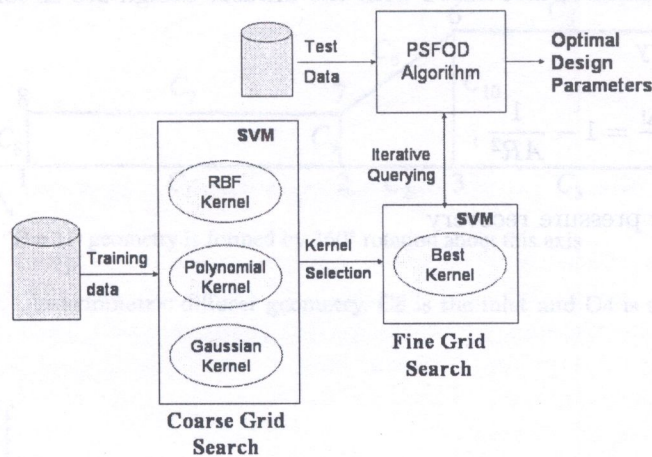 Test
Data
PSFOD
Algorithm
Optimal
Design
Parameters
SVM
RBF
Kernel
Polynomial
Kernel
Gaussian
Kernel
Training
data
Kernel
Selection
Iterative
Querying
SVM
Best
Kernel
Fine Grid
Search
Coarse Grid
Search